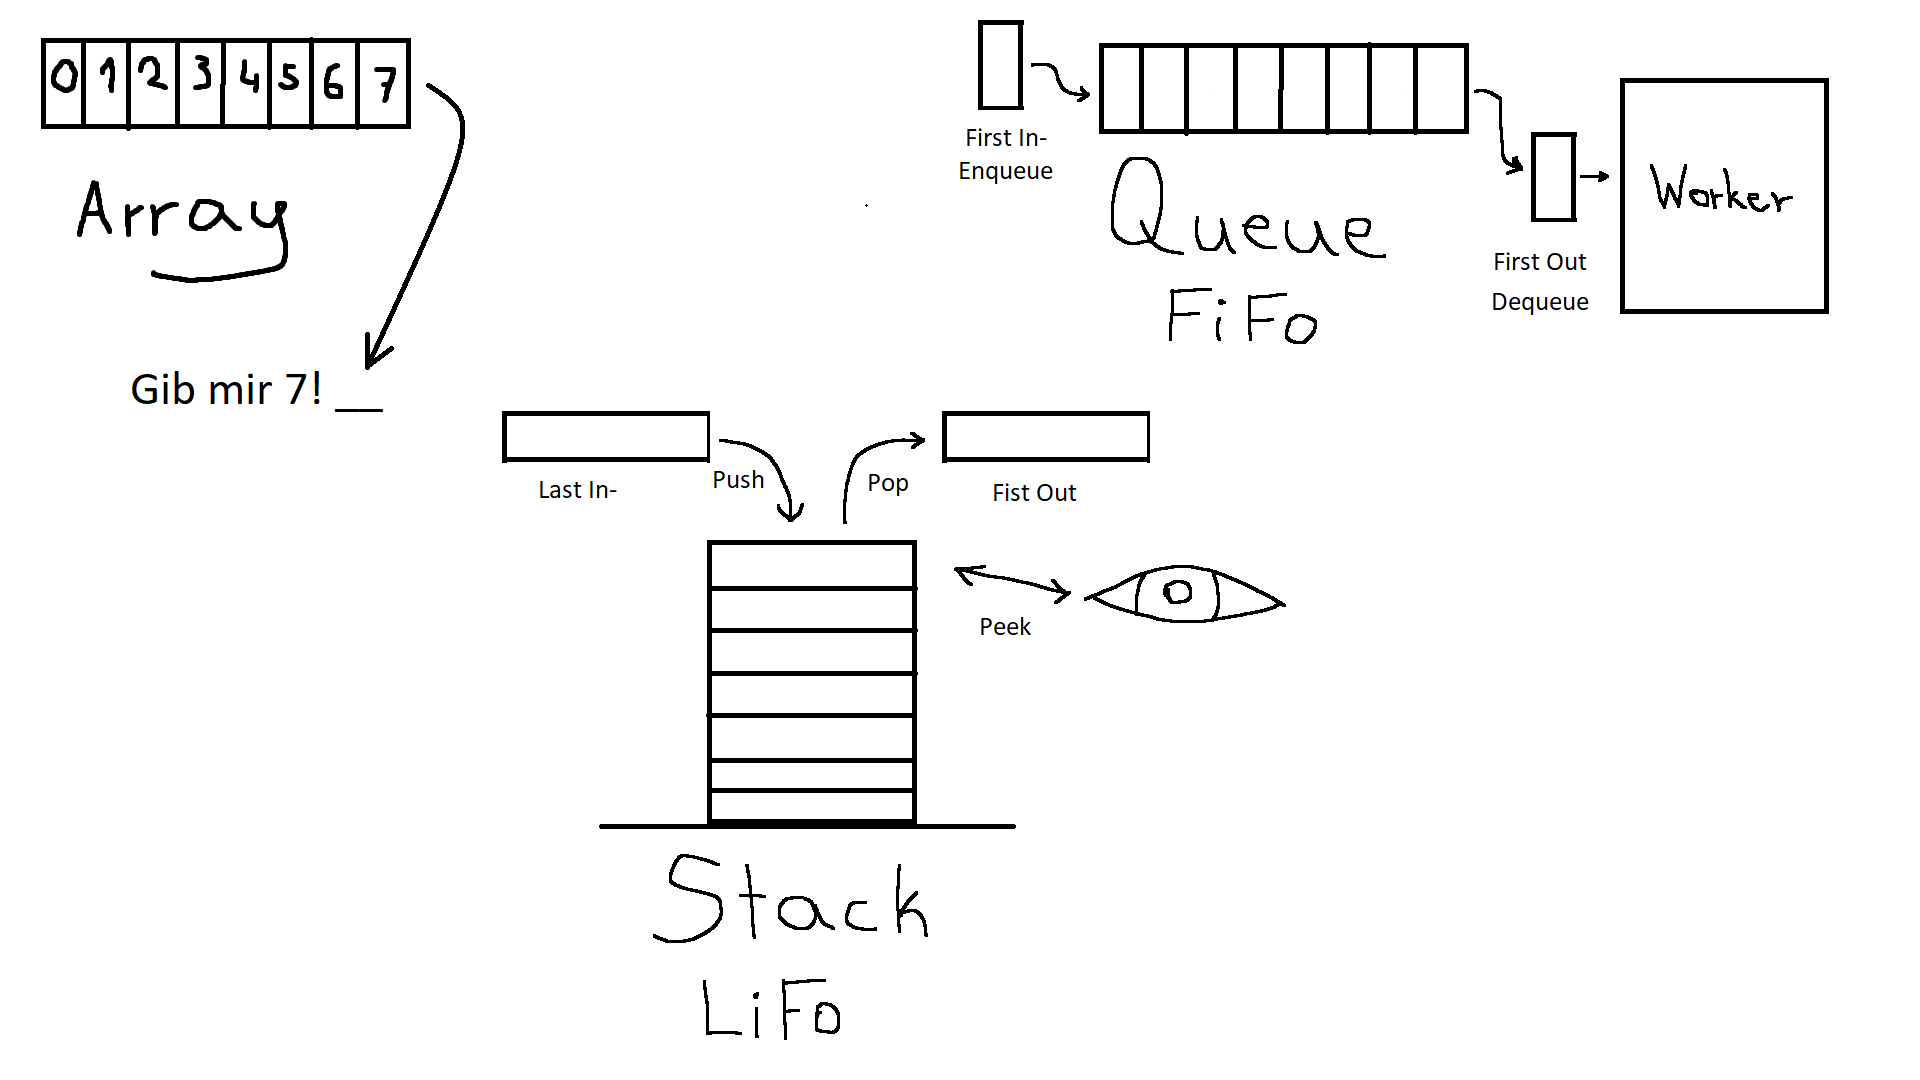 0 1 2 3 4 5 6 7
Array
Gib mir 7! __
First In-
Enqueue
Queue
FiFo
First Out
Dequeue
Worker
Last In-
Push
Pop
Fist Out
Peek
Stack
LiFo